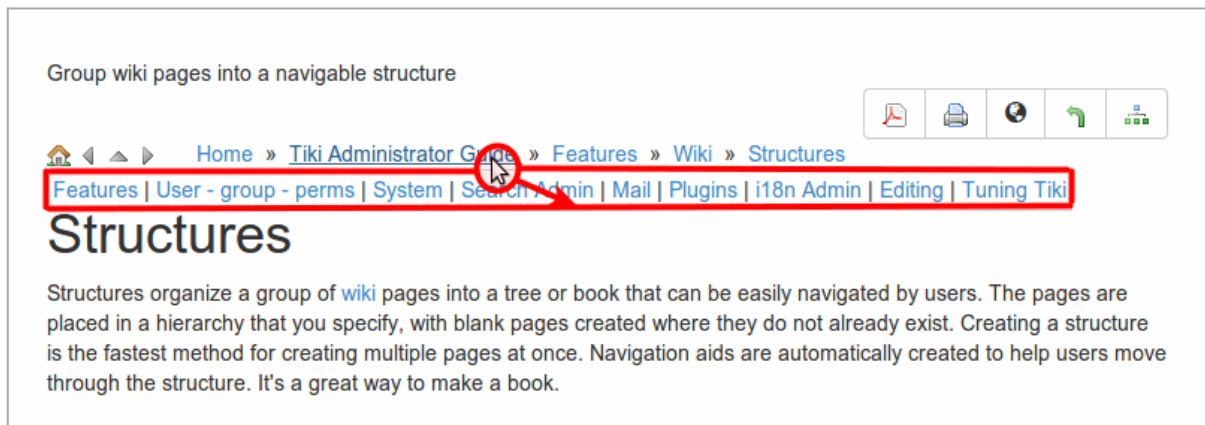 Group wiki pages into a navigable structure
Home » Tiki Administrator Guide » Features » Wiki » Structures
Features | User - group - perms | System | Search Admin | Mail | Plugins | i18n Admin | Editing | Tuning Tiki
Structures
Structures organize a group of wiki pages into a tree or book that can be easily navigated by users. The pages are
placed in a hierarchy that you specify, with blank pages created where they do not already exist. Creating a structure
is the fastest method for creating multiple pages at once. Navigation aids are automatically created to help users move
through the structure. It's a great way to make a book.